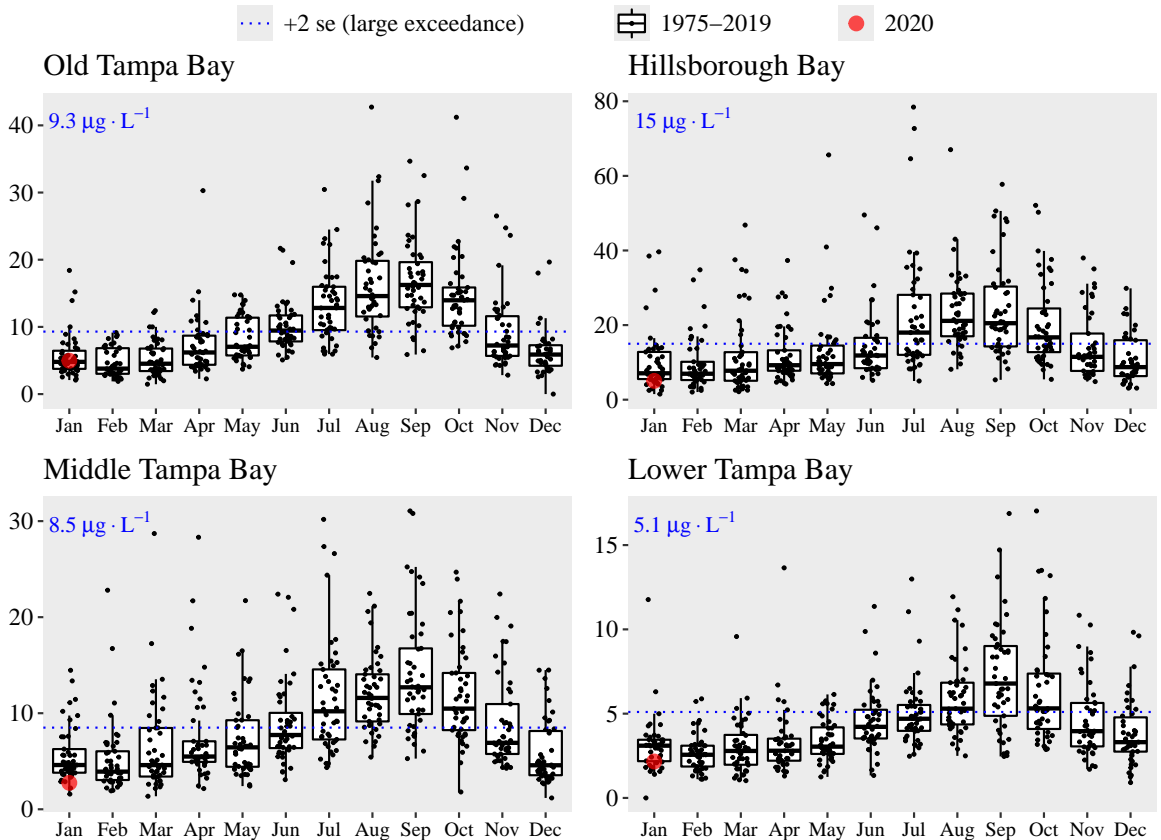 +2 se (large exceedance) 1975–2019 2020
Old Tampa Bay
9.3 μg · L⁻¹
40
30
20
10
0
Jan Feb Mar Apr May Jun Jul Aug Sep Oct Nov Dec
Hillsborough Bay
15 μg · L⁻¹
80
60
40
20
0
Jan Feb Mar Apr May Jun Jul Aug Sep Oct Nov Dec
Middle Tampa Bay
8.5 μg · L⁻¹
30
20
10
0
Jan Feb Mar Apr May Jun Jul Aug Sep Oct Nov Dec
Lower Tampa Bay
5.1 μg · L⁻¹
15
10
5
0
Jan Feb Mar Apr May Jun Jul Aug Sep Oct Nov Dec